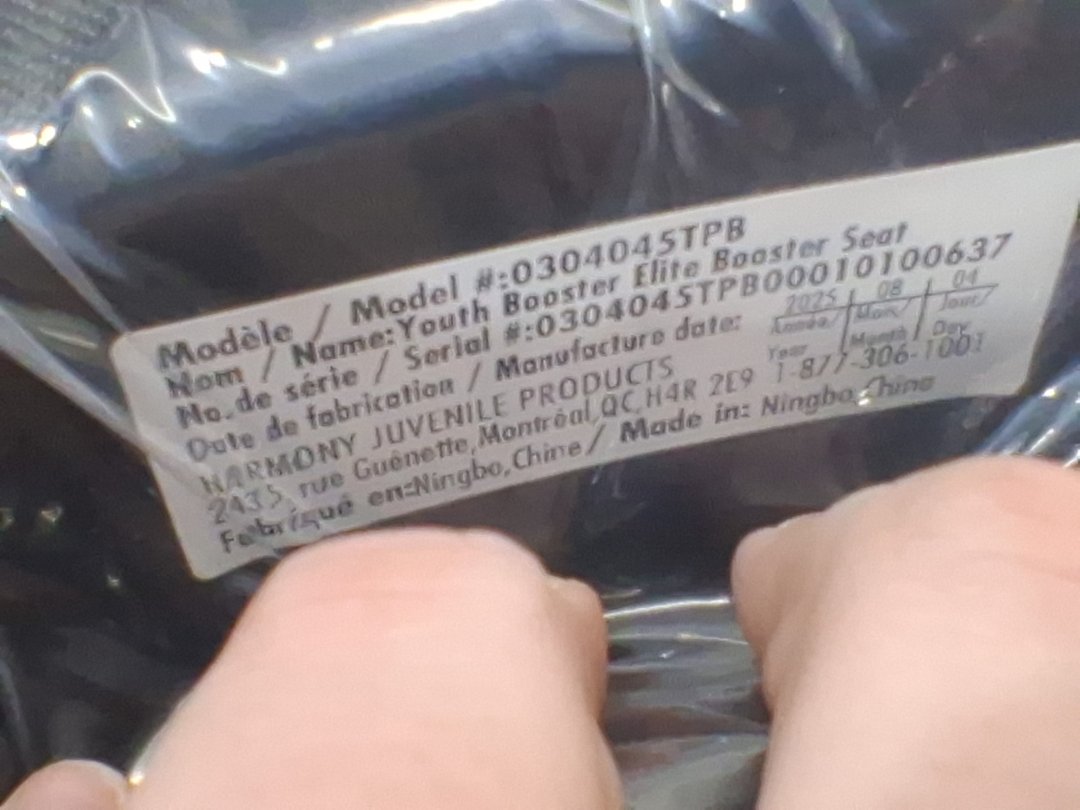 Modèle / Model #:0304045TPB
Nom / Name:Youth Booster Elite Booster Seat
No.de série / Serial #:0304045TPB00010100637
Date de fabrication / Manufacture date: 2025 | 08 | 04
Année/ Mois/ Jour/
Year Month Day
HARMONY JUVENILE PRODUCTS
2435, rue Guénette,Montréal,QC,H4R 2E9 1-877-306-1001
Fabriqué en:Ningbo,Chine/ Made in: Ningbo,China